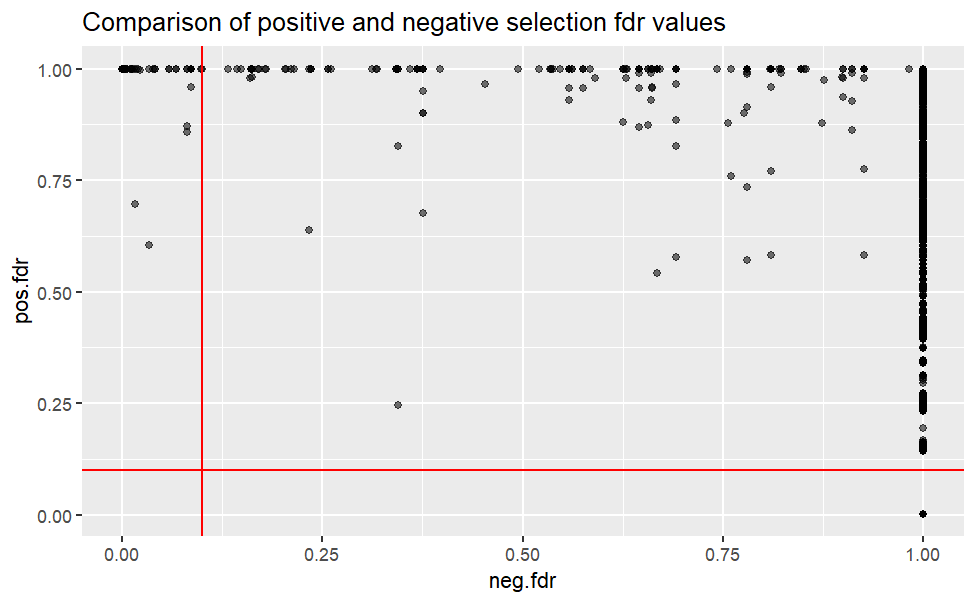 Comparison of positive and negative selection fdr values
pos.fdr
1.00
0.75
0.50
0.25
0.00
0.00 0.25 0.50 0.75 1.00
neg.fdr